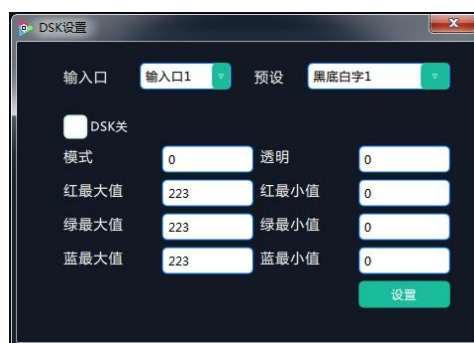 DSK设置
输入口 输入口1 预设 黑底白字1
DSK关
模式 0 透明 0
红最大值 223 红最小值 0
绿最大值 223 绿最小值 0
蓝最大值 223 蓝最小值 0
设置